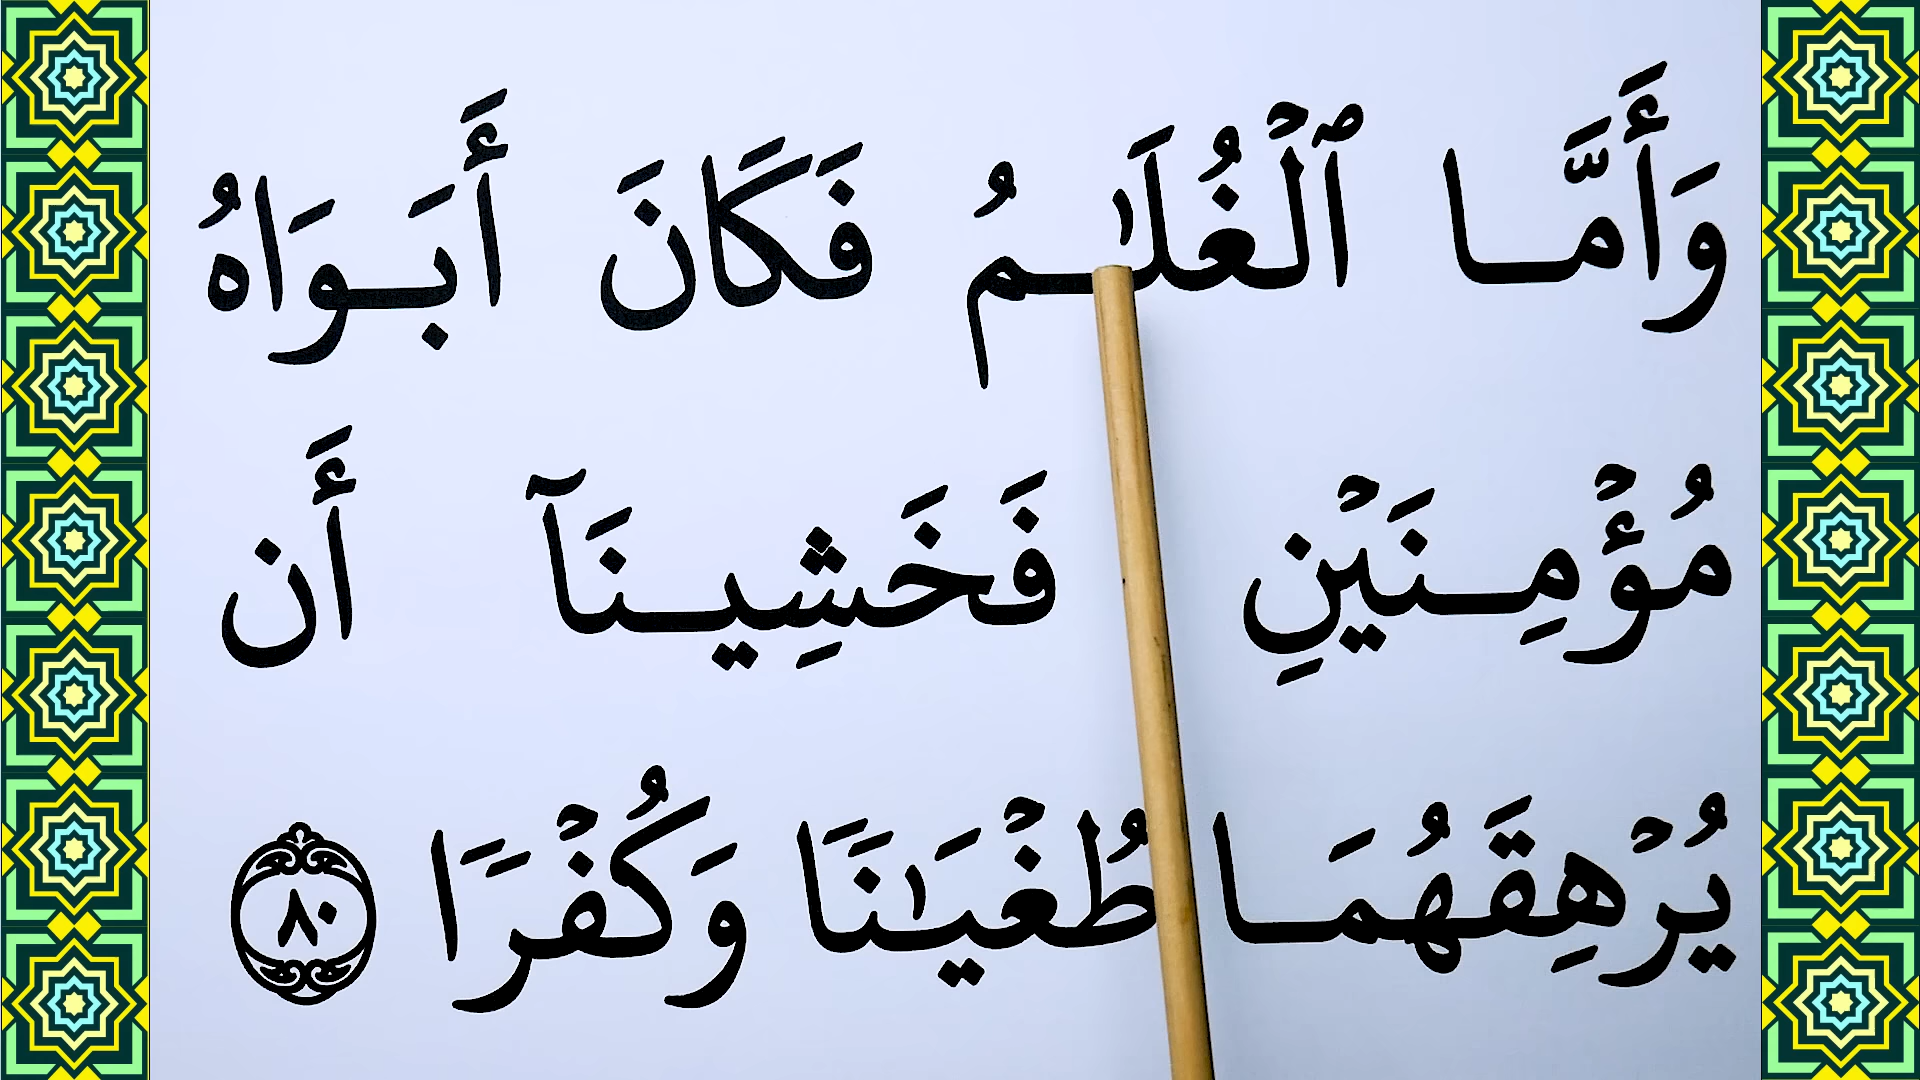 وَأَمَّا ٱلْغُلَـٰمُ فَكَانَ أَبَوَاهُ
مُؤْمِنَيْنِ فَخَشِينَآ أَن
يُرْهِقَهُمَا طُغْيَـٰنًا وَكُفْرًا ٨٠